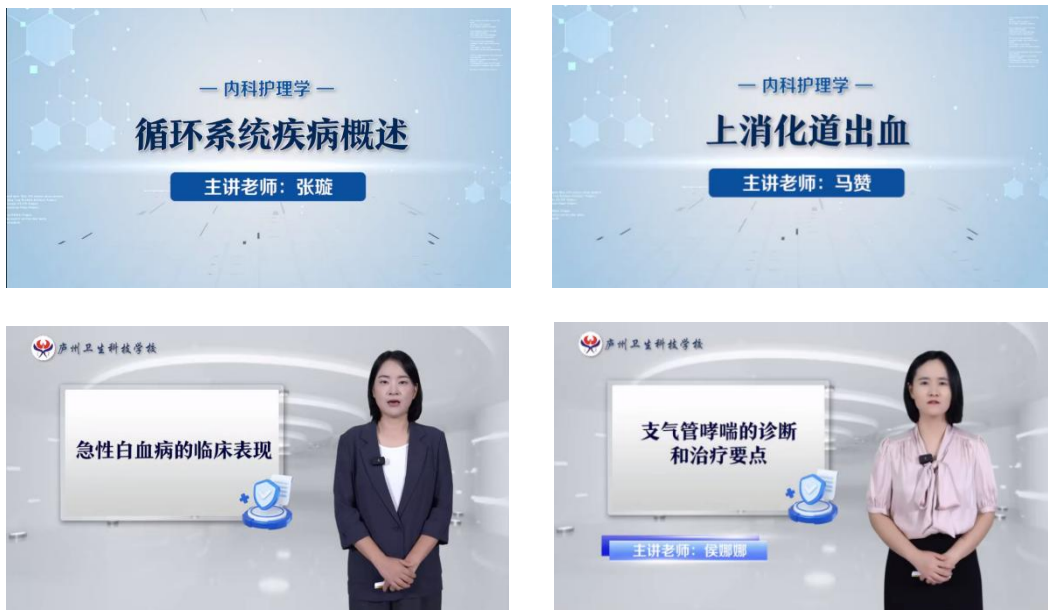 — 内科护理学 —
循环系统疾病概述
主讲老师：张璇
— 内科护理学 —
上消化道出血
主讲老师：马赞
庐州卫生科技学校
急性白血病的临床表现
庐州卫生科技学校
支气管哮喘的诊断
和治疗要点
主讲老师：侯娜娜